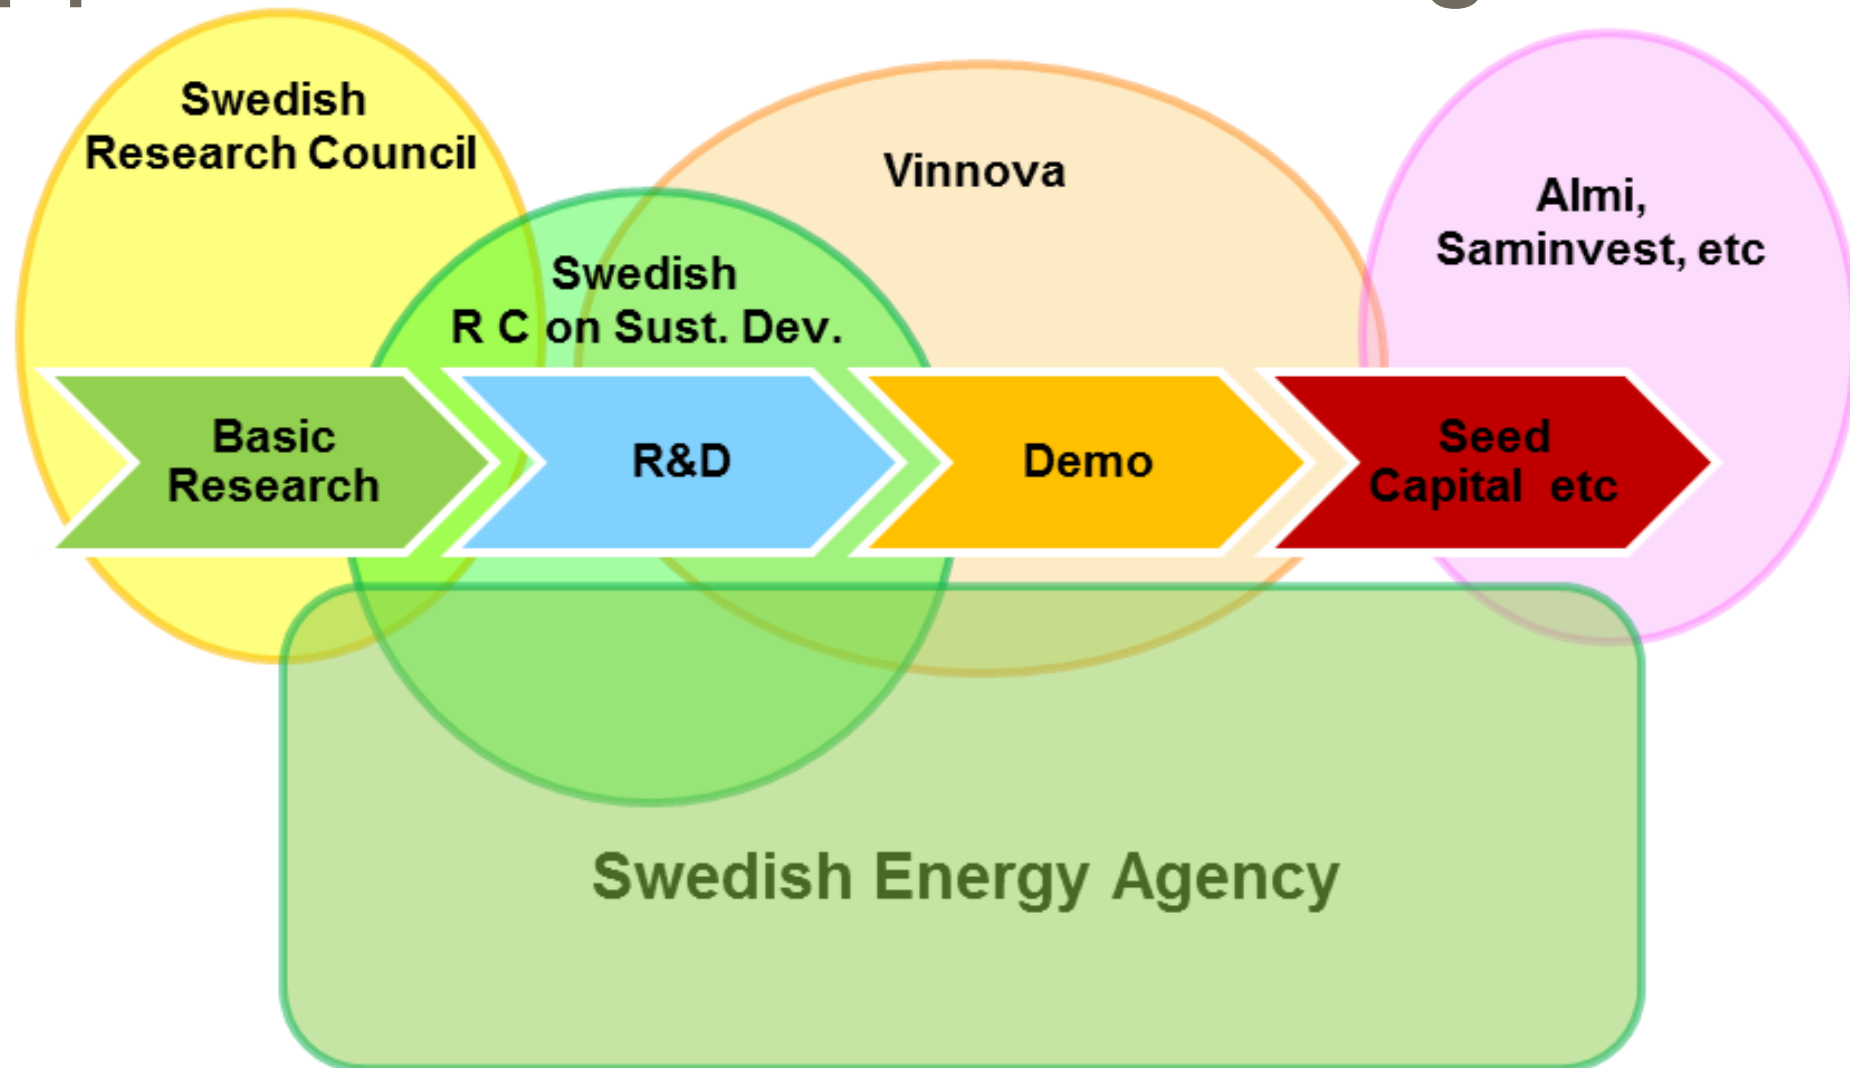 Swedish
Research Council
Vinnova
Almi,
Saminvest, etc
Swedish
R C on Sust. Dev.
Basic
Research
R&D
Demo
Seed
Capital etc
Swedish Energy Agency